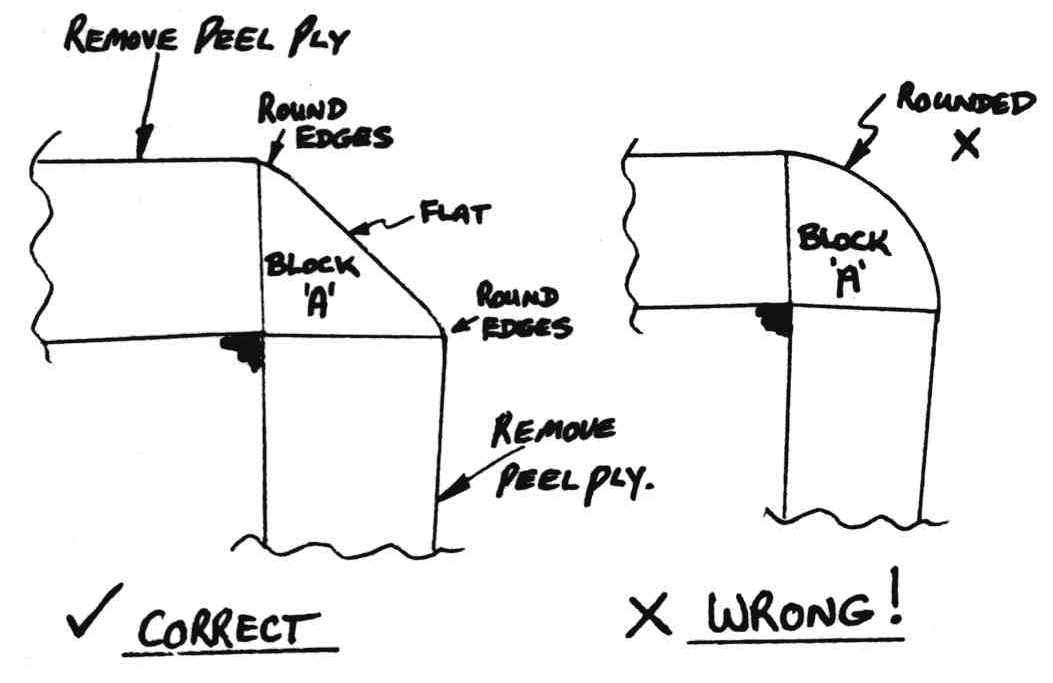 REMOVE PEEL PLY
ROUND
EDGES
FLAT
BLOCK
'A'
ROUND
EDGES
REMOVE
PEEL PLY.
✓ CORRECT
ROUNDED
X
BLOCK
'A'
X WRONG!